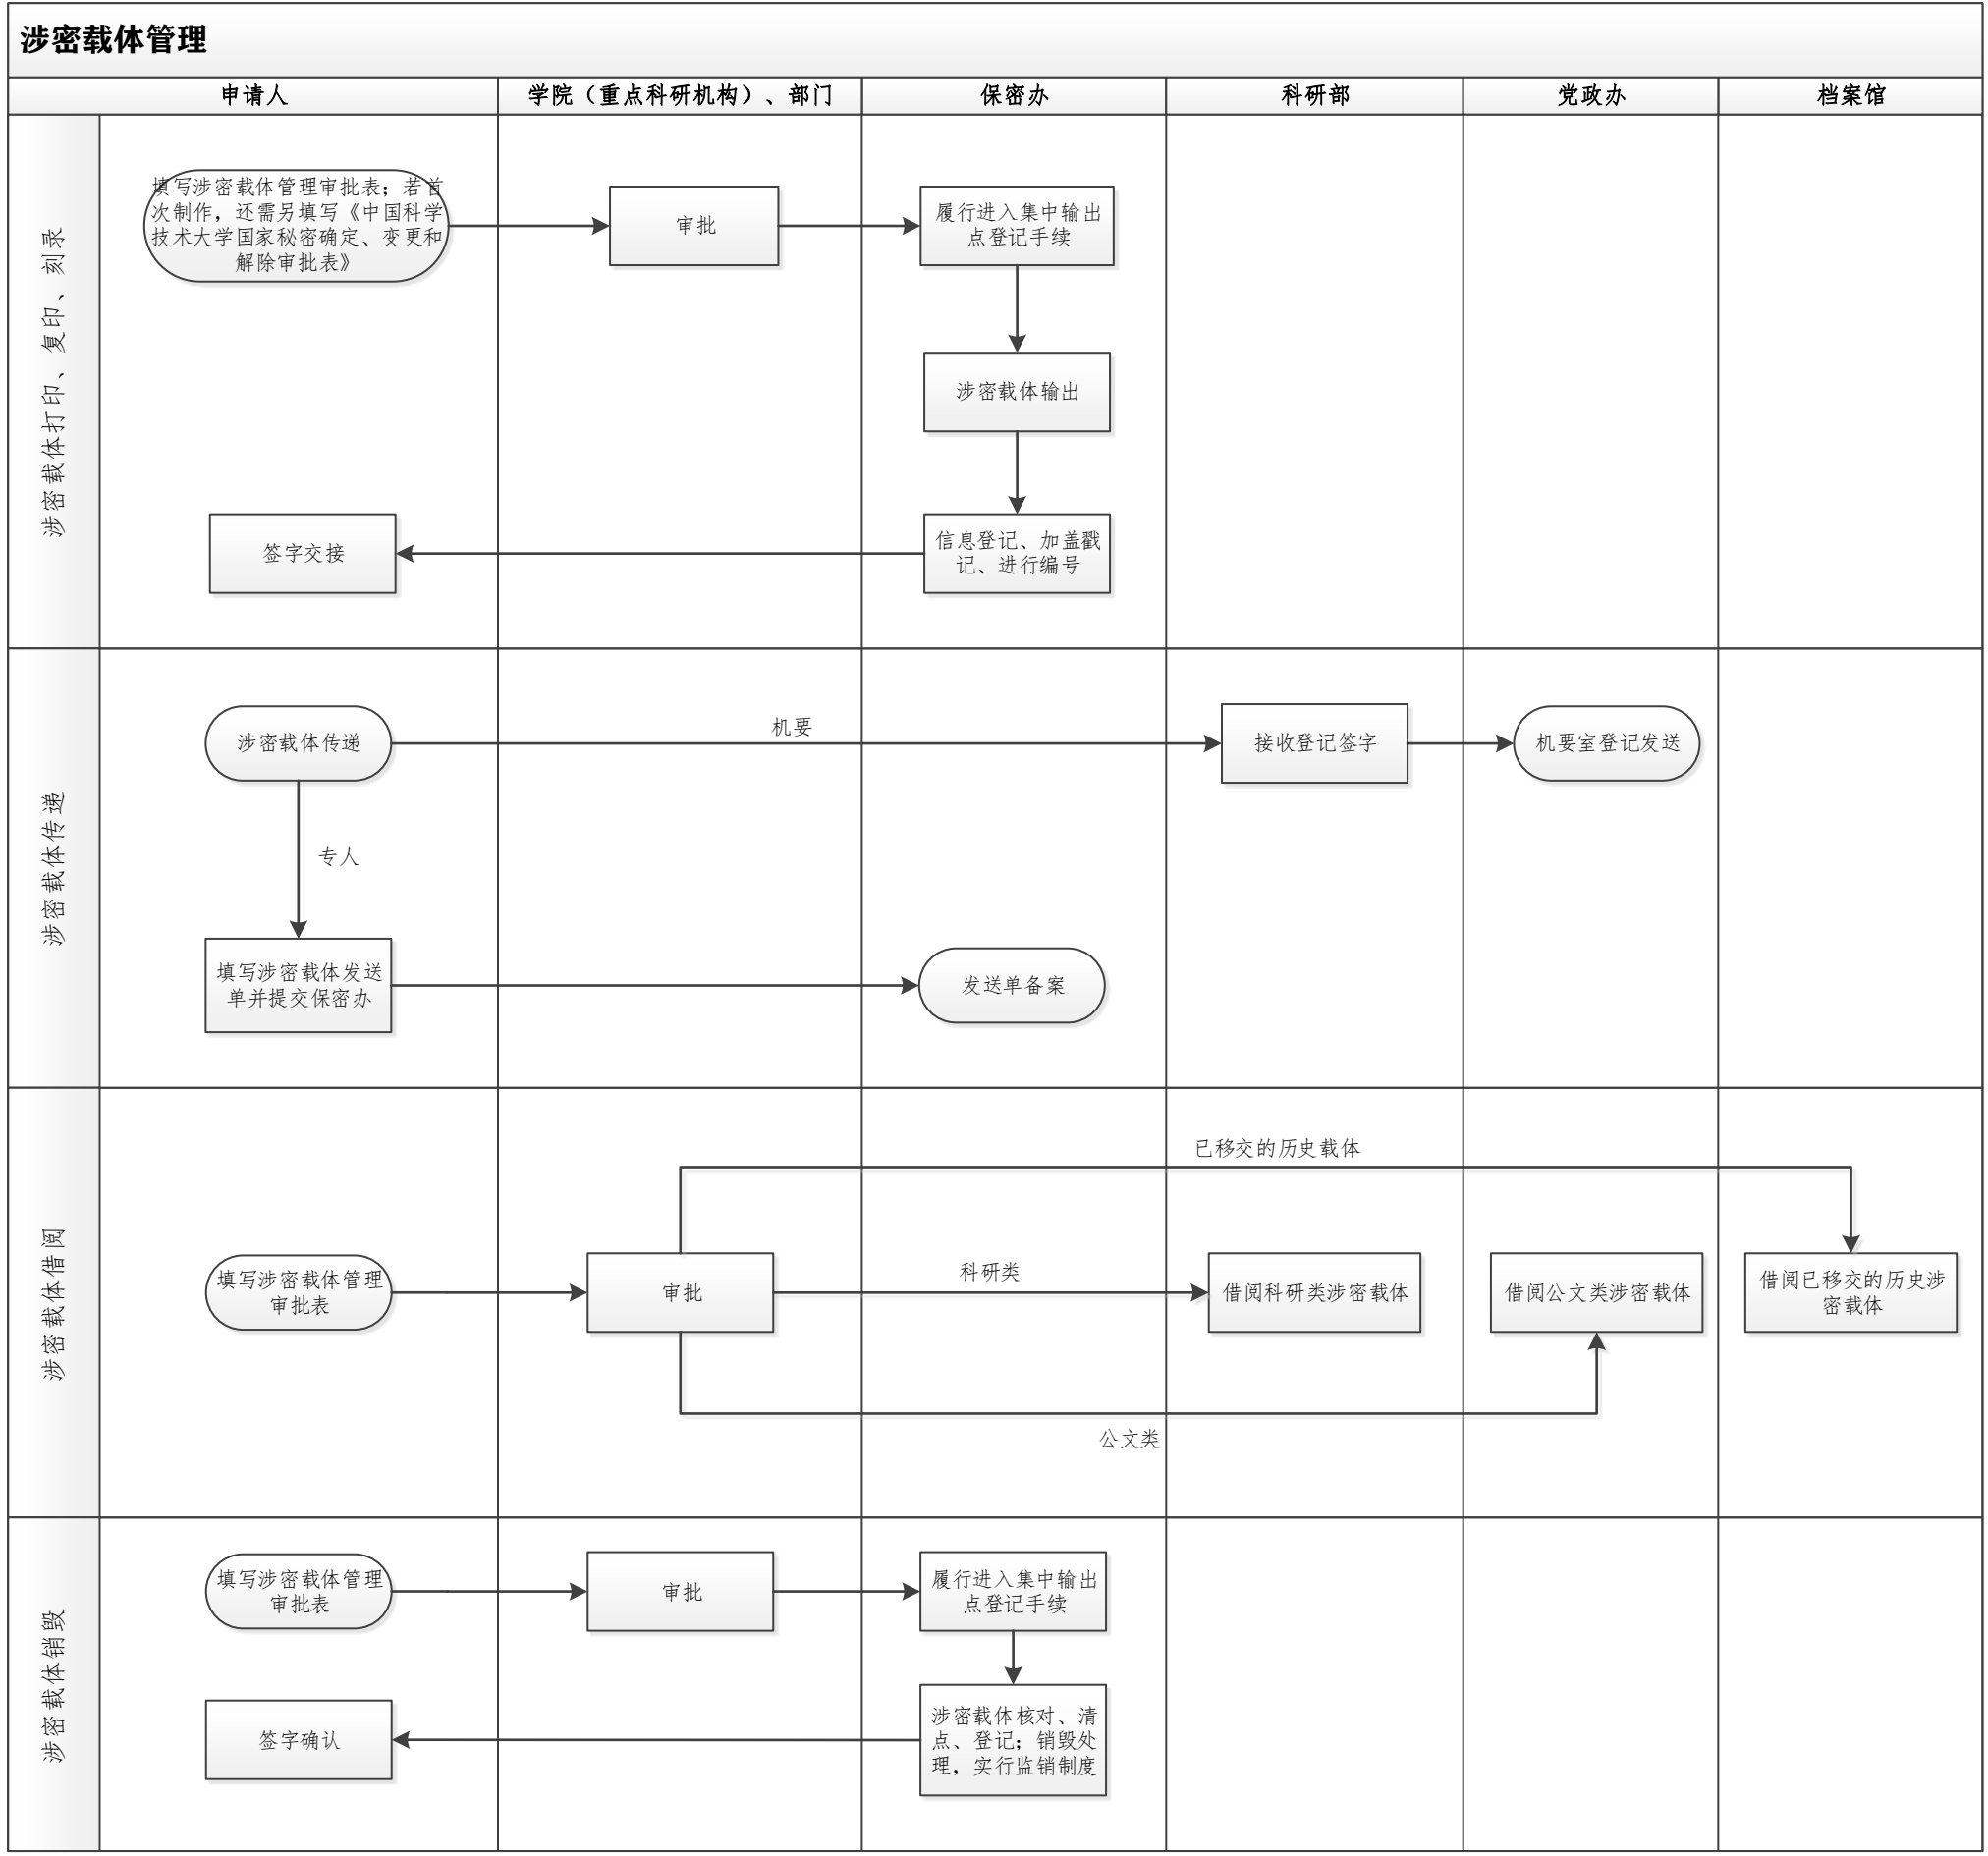 涉密载体管理
申请人
学院（重点科研机构）、部门
保密办
科研部
党政办
档案馆
涉密载体打印、复印、刻录
填写涉密载体管理审批表；若首
次制作，还需另填写《中国科学
技术大学国家秘密确定、变更和
解除审批表》
审批
履行进入集中输出
点登记手续
涉密载体输出
信息登记、加盖戳
记、进行编号
签字交接
涉密载体传递
涉密载体传递
机要
接收登记签字
机要室登记发送
专人
填写涉密载体发送
单并提交保密办
发送单备案
涉密载体借阅
填写涉密载体管理
审批表
审批
已移交的历史载体
科研类
公文类
借阅科研类涉密载体
借阅公文类涉密载体
借阅已移交的历史涉
密载体
涉密载体销毁
填写涉密载体管理
审批表
审批
履行进入集中输出
点登记手续
涉密载体核对、清
点、登记；销毁处
理，实行监销制度
签字确认